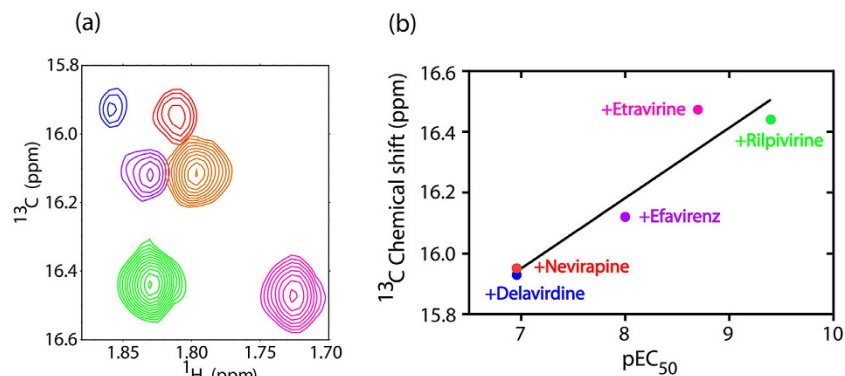 (a)
15.8
16.0
16.2
16.4
16.6
¹³C (ppm)
1.85 1.80 1.75 1.70
¹H (ppm)
(b)
16.6
16.4
16.2
16.0
15.8
¹³C Chemical shift (ppm)
+Etravirine
+Rilpivirine
+Efavirenz
+Nevirapine
+Delavirdine
7 8 9 10
pEC₅₀